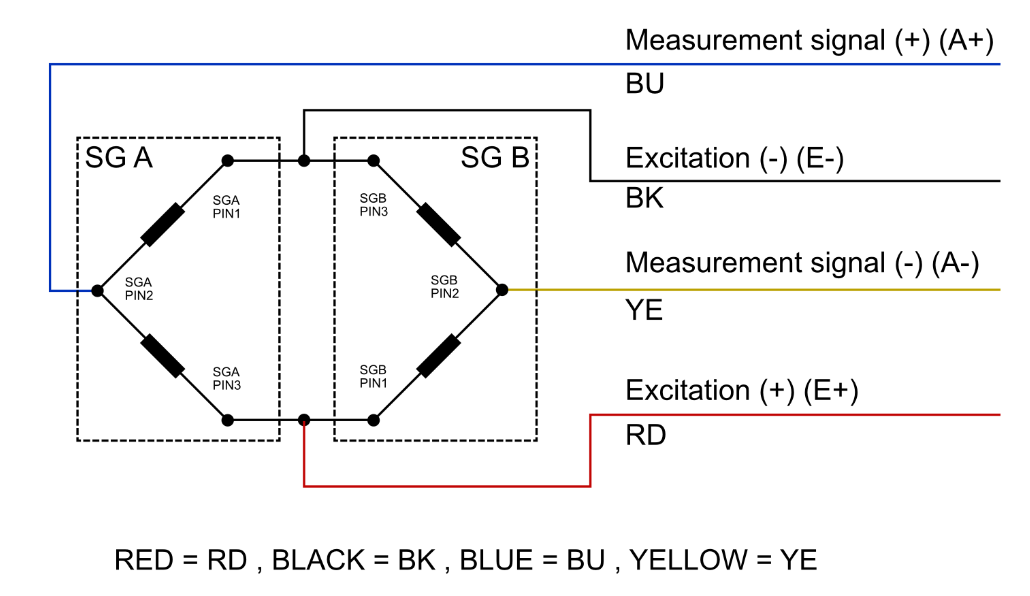 Measurement signal (+) (A+)
BU
SG A
SG B
Excitation (-) (E-)
BK
SGA
PIN1
SGB
PIN3
Measurement signal (-) (A-)
YE
SGA
PIN2
SGB
PIN2
SGA
PIN3
SGB
PIN1
Excitation (+) (E+)
RD
RED = RD , BLACK = BK , BLUE = BU , YELLOW = YE